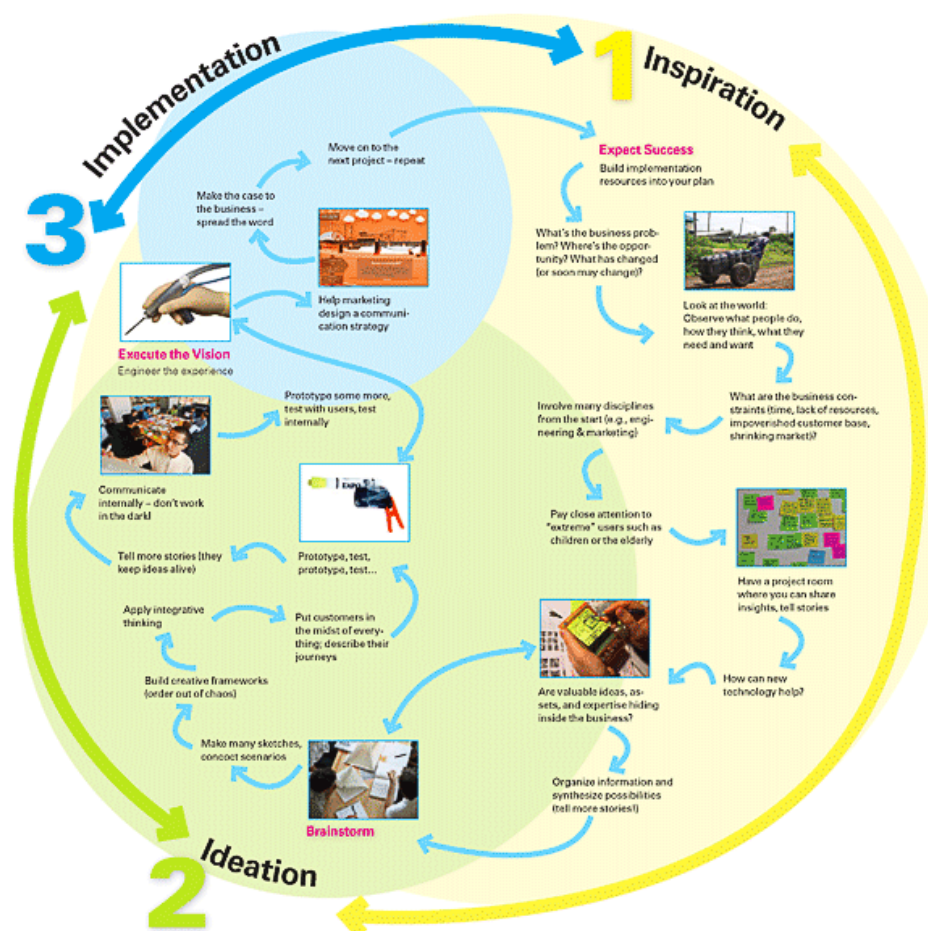 1
Inspiration
Expect Success
Build implementation
resources into your plan
What's the business prob-
lem? Where's the oppor-
tunity? What has changed
(or soon may change)?
Look at the world:
Observe what people do,
how they think, what they
need and want
What are the business con-
straints (time, lack of resources,
impoverished customer base,
shrinking market)?
Involve many disciplines
from the start (e.g., engi-
neering & marketing)
Pay close attention to
"extreme" users such as
children or the elderly
Have a project room
where you can share
insights, tell stories
How can new
technology help?
Are valuable ideas, as-
sets, and expertise hiding
inside the business?
Organize information and
synthesize possibilities
(tell more stories!)
2
Ideation
Brainstorm
Make many sketches,
concoct scenarios
Build creative frameworks
(order out of chaos)
Apply integrative
thinking
Put customers in
the midst of every-
thing; describe their
journeys
Prototype, test,
prototype, test...
EXPO
Tell more stories (they
keep ideas alive)
Communicate
internally – don't work
in the dark!
Prototype some more,
test with users, test
internally
3
Implementation
Execute the Vision
Engineer the experience
Help marketing
design a communi-
cation strategy
Make the case to
the business –
spread the word
Move on to the
next project – repeat